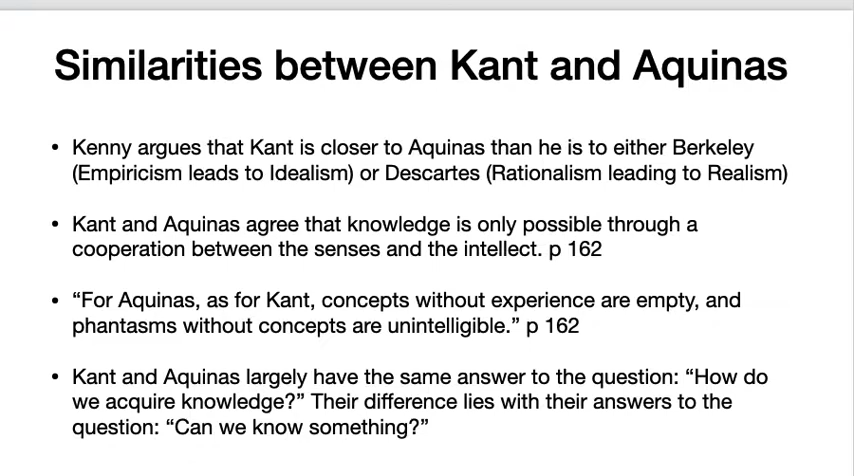 Similarities between Kant and Aquinas
• Kenny argues that Kant is closer to Aquinas than he is to either Berkeley
(Empiricism leads to Idealism) or Descartes (Rationalism leading to Realism)
• Kant and Aquinas agree that knowledge is only possible through a
cooperation between the senses and the intellect. p 162
• “For Aquinas, as for Kant, concepts without experience are empty, and
phantasms without concepts are unintelligible.” p 162
• Kant and Aquinas largely have the same answer to the question: “How do
we acquire knowledge?” Their difference lies with their answers to the
question: “Can we know something?”